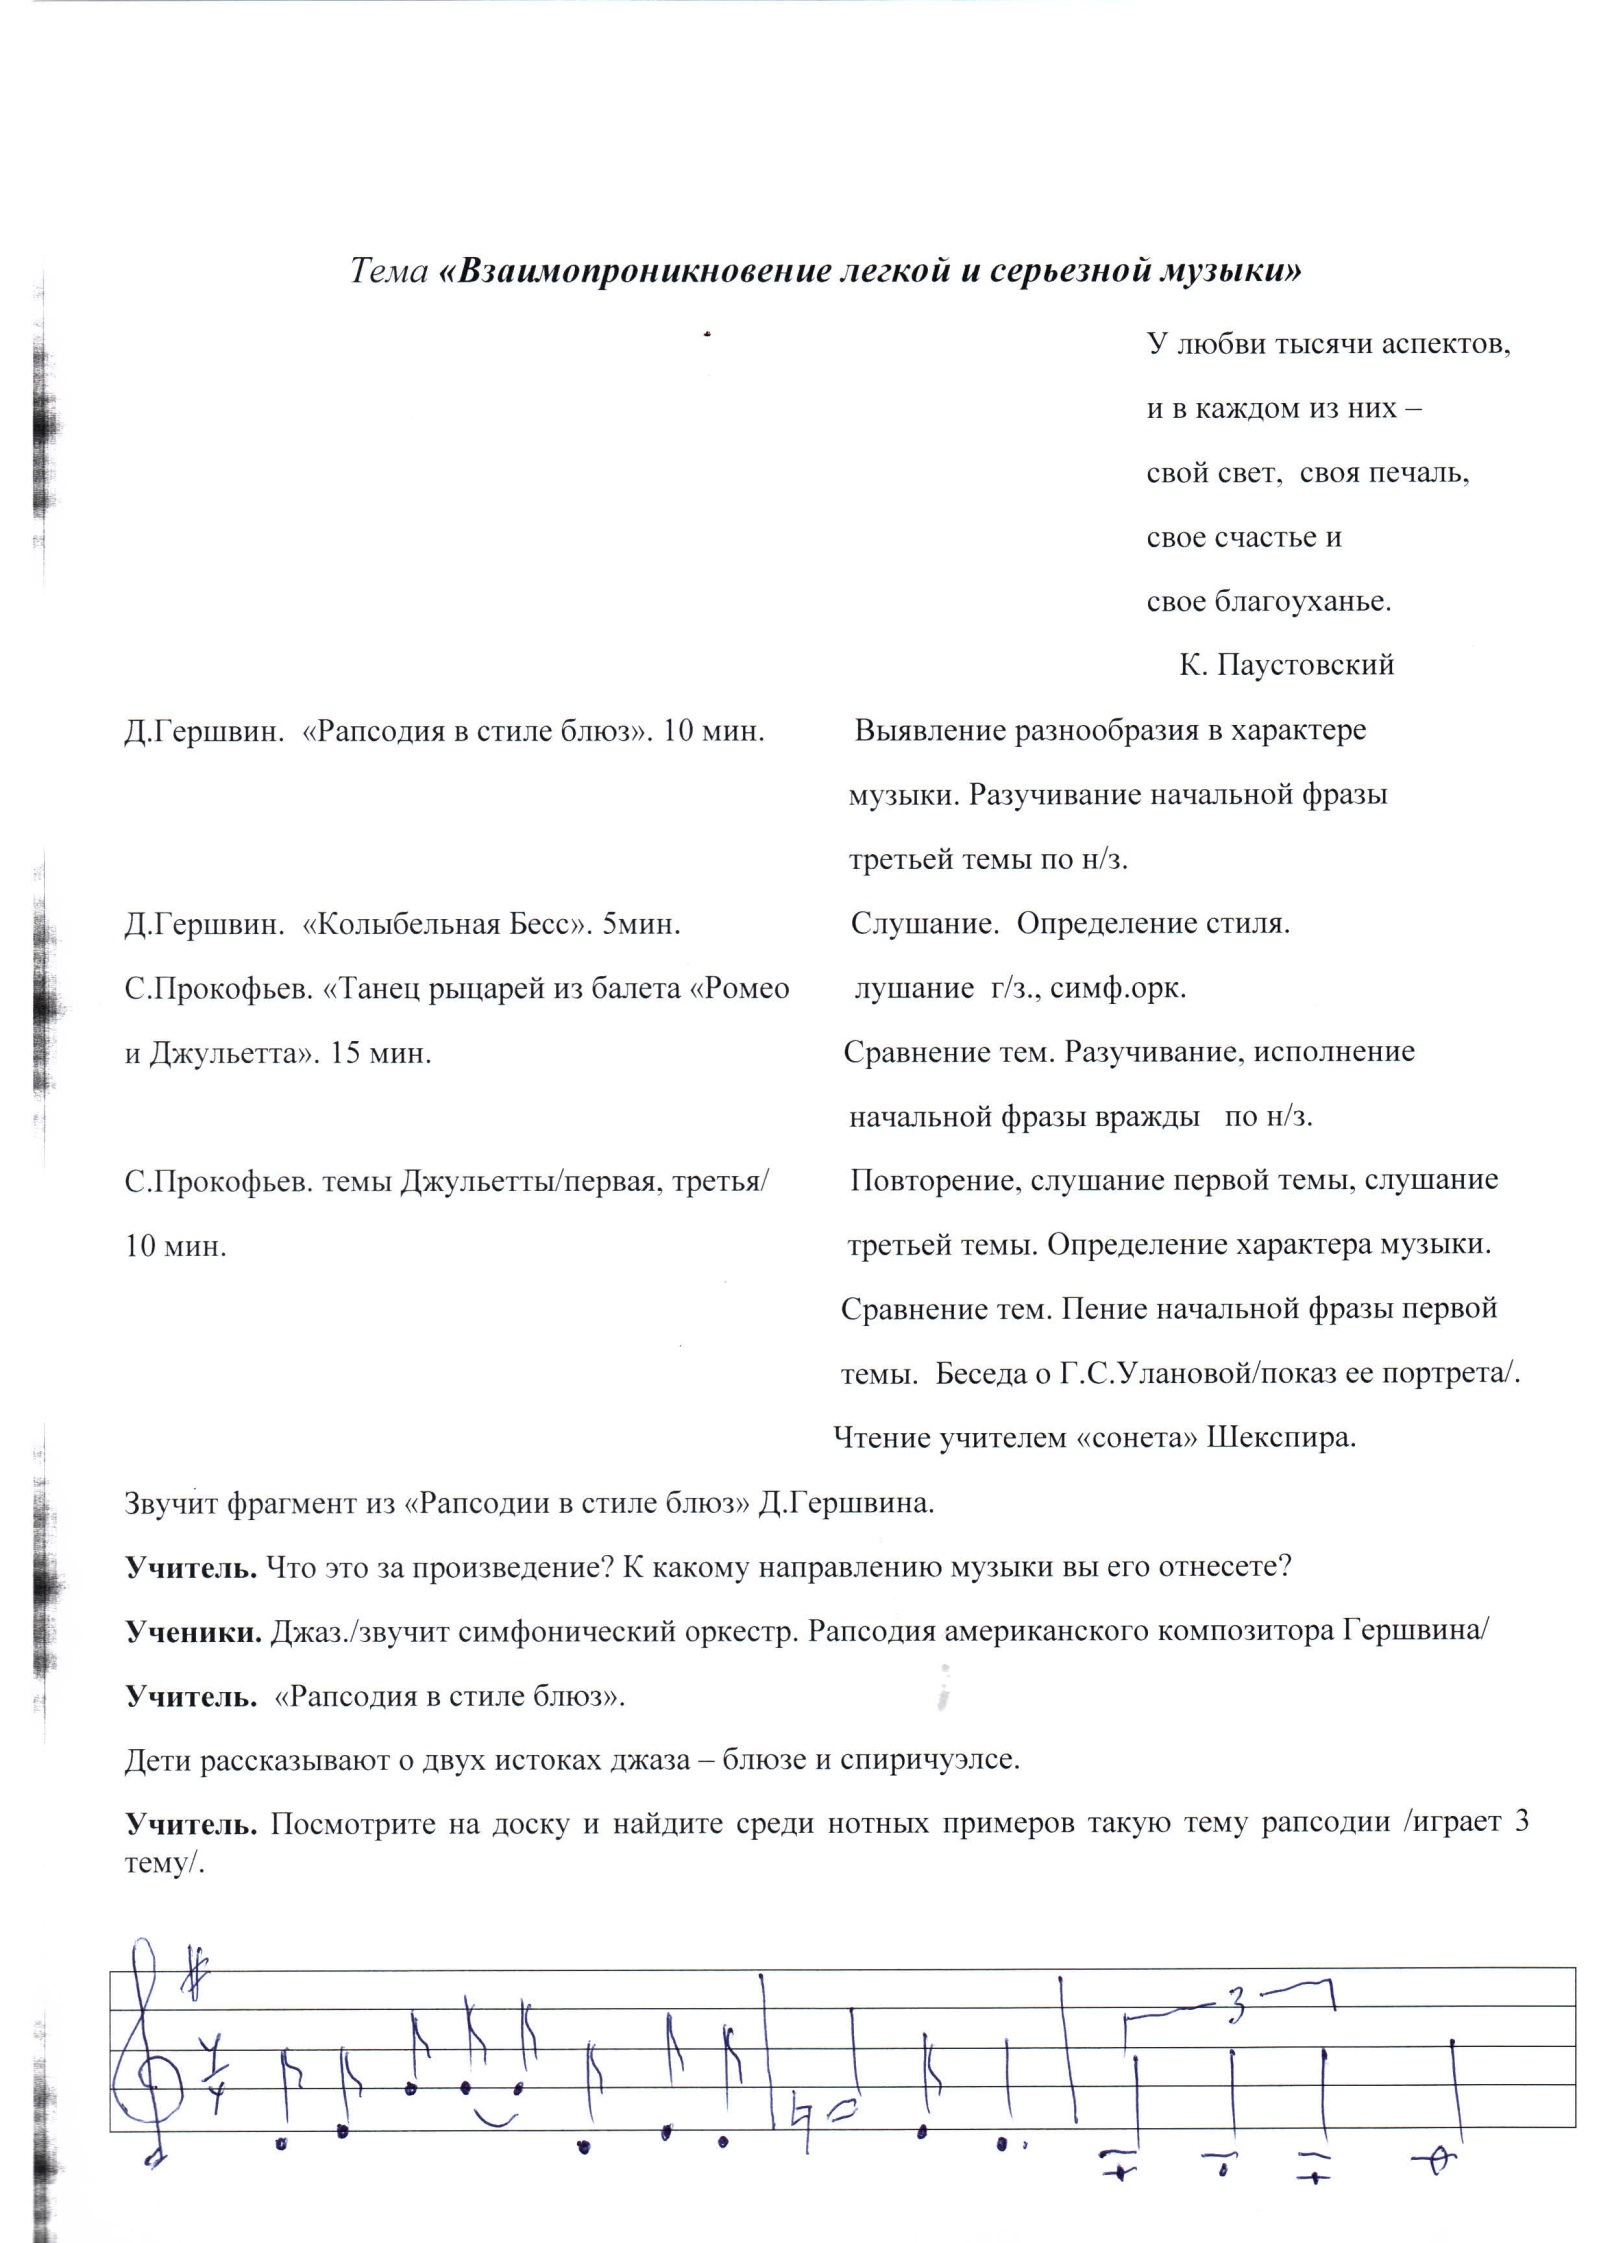 Тема «Взаимопроникновение легкой и серьезной музыки»
У любви тысячи аспектов,
и в каждом из них –
свой свет,  своя печаль,
свое счастье и
свое благоуханье.
К. Паустовский
Д.Гершвин.  «Рапсодия в стиле блюз». 10 мин. Выявление разнообразия в характере
музыки. Разучивание начальной фразы
третьей темы по н/з.
Д.Гершвин.  «Колыбельная Бесс». 5мин. Слушание.  Определение стиля.
С.Прокофьев. «Танец рыцарей из балета «Ромео лушание  г/з., симф.орк.
и Джульетта». 15 мин. Сравнение тем. Разучивание, исполнение
начальной фразы вражды   по н/з.
С.Прокофьев. темы Джульетты/первая, третья/ Повторение, слушание первой темы, слушание
10 мин. третьей темы. Определение характера музыки.
Сравнение тем. Пение начальной фразы первой
темы.  Беседа о Г.С.Улановой/показ ее портрета/.
Чтение учителем «сонета» Шекспира.
Звучит фрагмент из «Рапсодии в стиле блюз» Д.Гершвина.
Учитель. Что это за произведение? К какому направлению музыки вы его отнесете?
Ученики. Джаз./звучит симфонический оркестр. Рапсодия американского композитора Гершвина/
Учитель.  «Рапсодия в стиле блюз».
Дети рассказывают о двух истоках джаза – блюзе и спиричуэлсе.
Учитель. Посмотрите на доску и найдите среди нотных примеров такую тему рапсодии /играет 3
тему/.
3
4
4